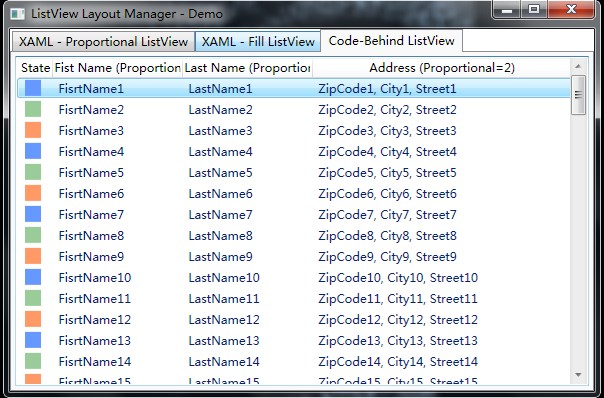 ListView Layout Manager - Demo
XAML - Proportional ListView XAML - Fill ListView Code-Behind ListView
State Fist Name (Proportion Last Name (Proportion Address (Proportional=2)
FisrtName1 LastName1 ZipCode1, City1, Street1
FisrtName2 LastName2 ZipCode2, City2, Street2
FisrtName3 LastName3 ZipCode3, City3, Street3
FisrtName4 LastName4 ZipCode4, City4, Street4
FisrtName5 LastName5 ZipCode5, City5, Street5
FisrtName6 LastName6 ZipCode6, City6, Street6
FisrtName7 LastName7 ZipCode7, City7, Street7
FisrtName8 LastName8 ZipCode8, City8, Street8
FisrtName9 LastName9 ZipCode9, City9, Street9
FisrtName10 LastName10 ZipCode10, City10, Street10
FisrtName11 LastName11 ZipCode11, City11, Street11
FisrtName12 LastName12 ZipCode12, City12, Street12
FisrtName13 LastName13 ZipCode13, City13, Street13
FisrtName14 LastName14 ZipCode14, City14, Street14
FisrtName15 LastName15 ZipCode15, City15, Street15